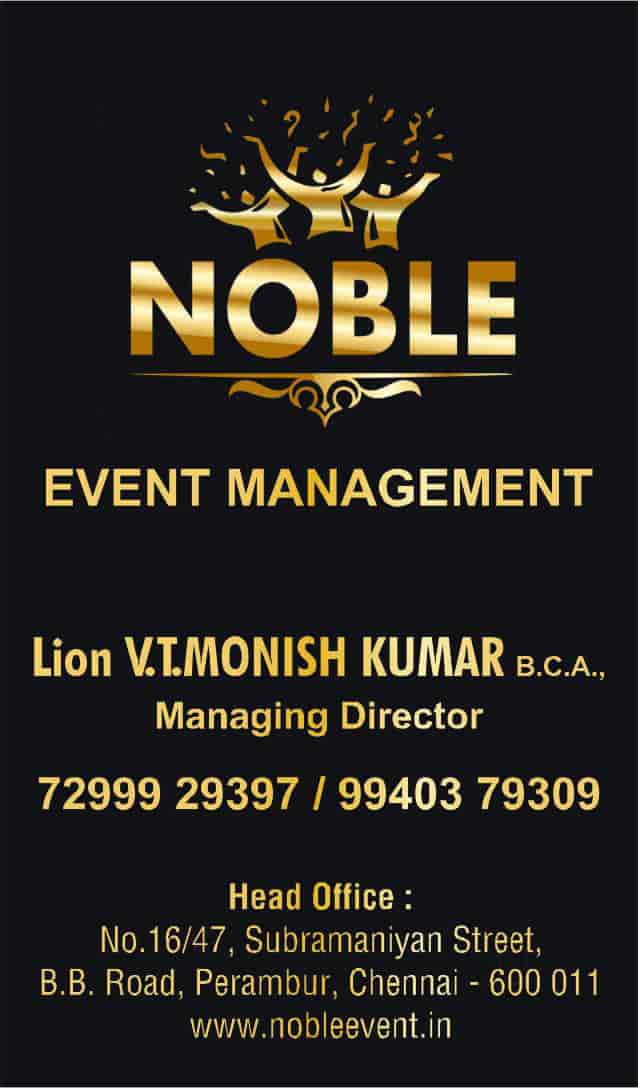 NOBLE
EVENT MANAGEMENT
Lion V.T.MONISH KUMAR B.C.A.,
Managing Director
72999 29397 / 99403 79309
Head Office :
No.16/47, Subramaniyan Street,
B.B. Road, Perambur, Chennai - 600 011
www.nobleevent.in